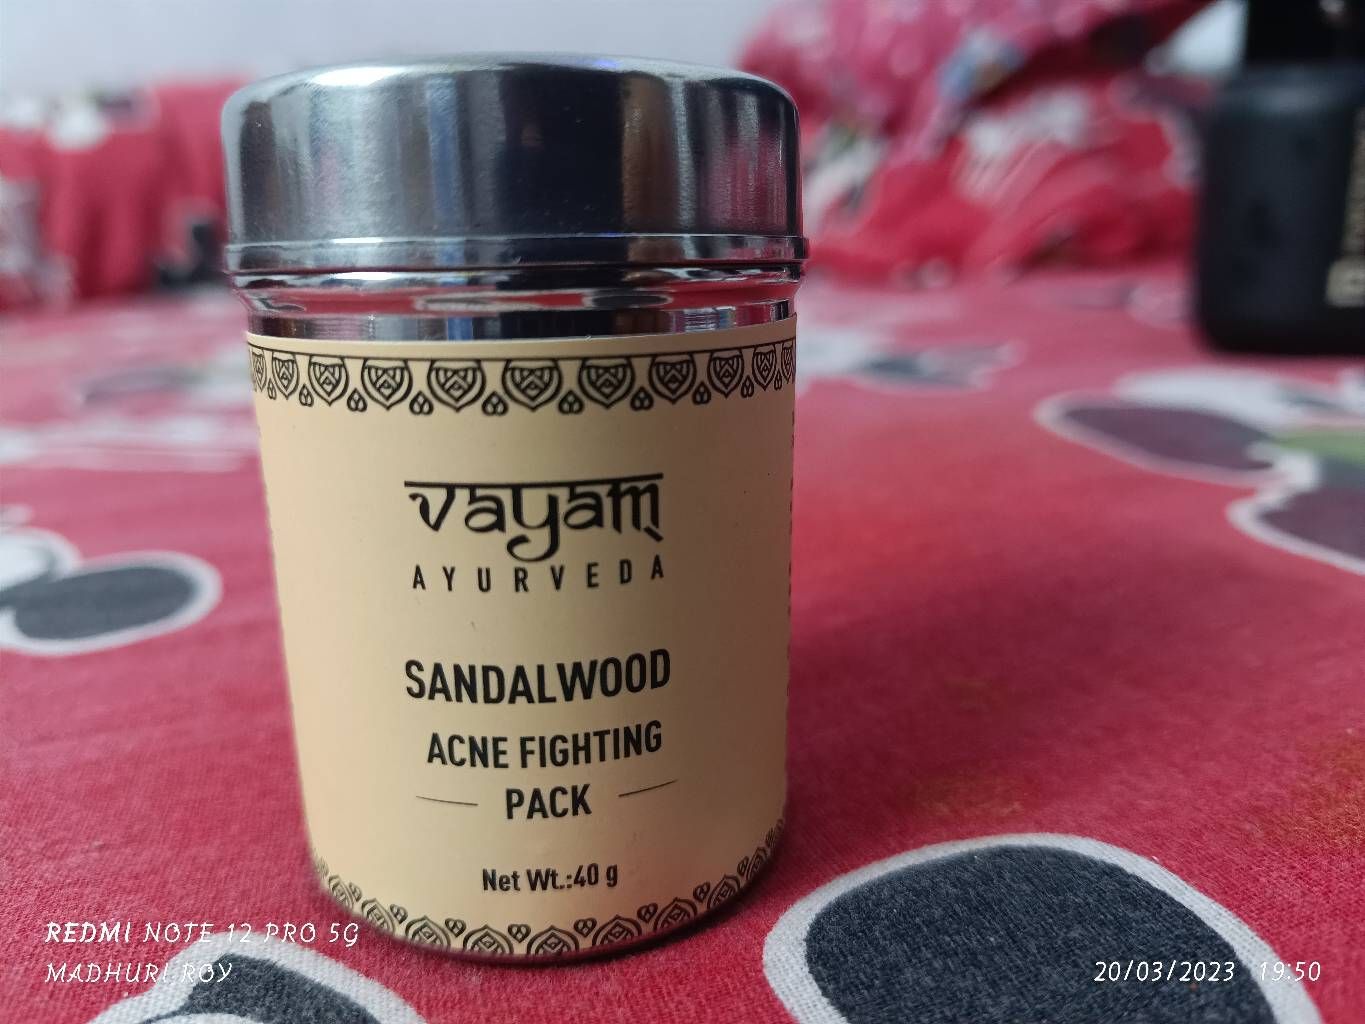 vayam
AYURVEDA
SANDALWOOD
ACNE FIGHTING
PACK
Net Wt.:40 g
REDMI NOTE 12 PRO 5G
MADHURI ROY
20/03/2023 19:50